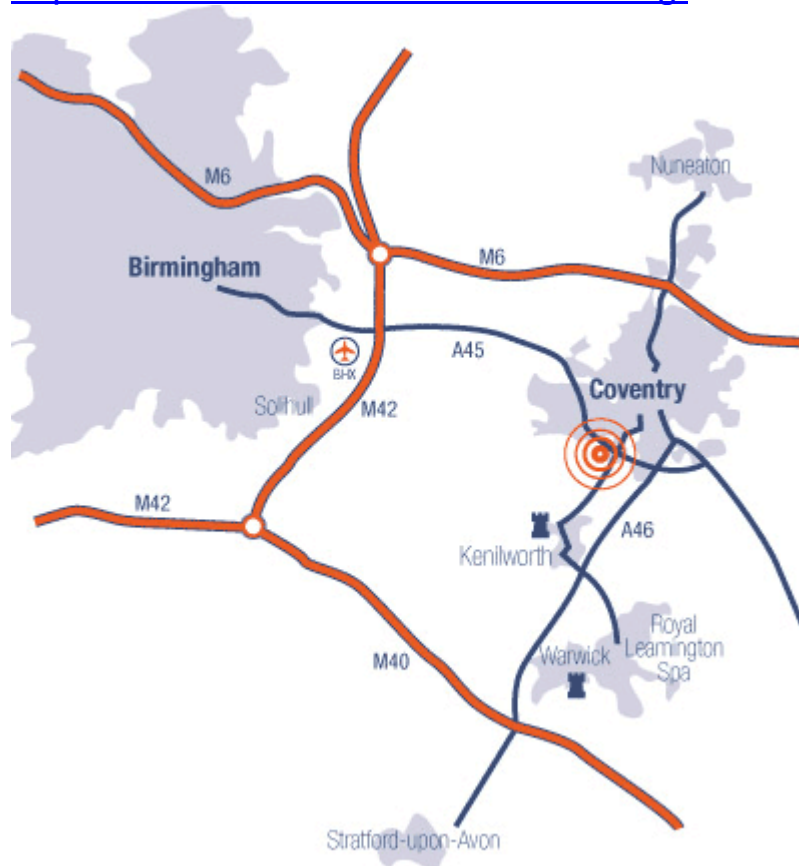 Nuneaton
M6
Birmingham
M6
A45
BHX
Solihull
M42
Coventry
M42
A46
Kenilworth
M40
Warwick
Royal
Leamington
Spa
Stratford-upon-Avon